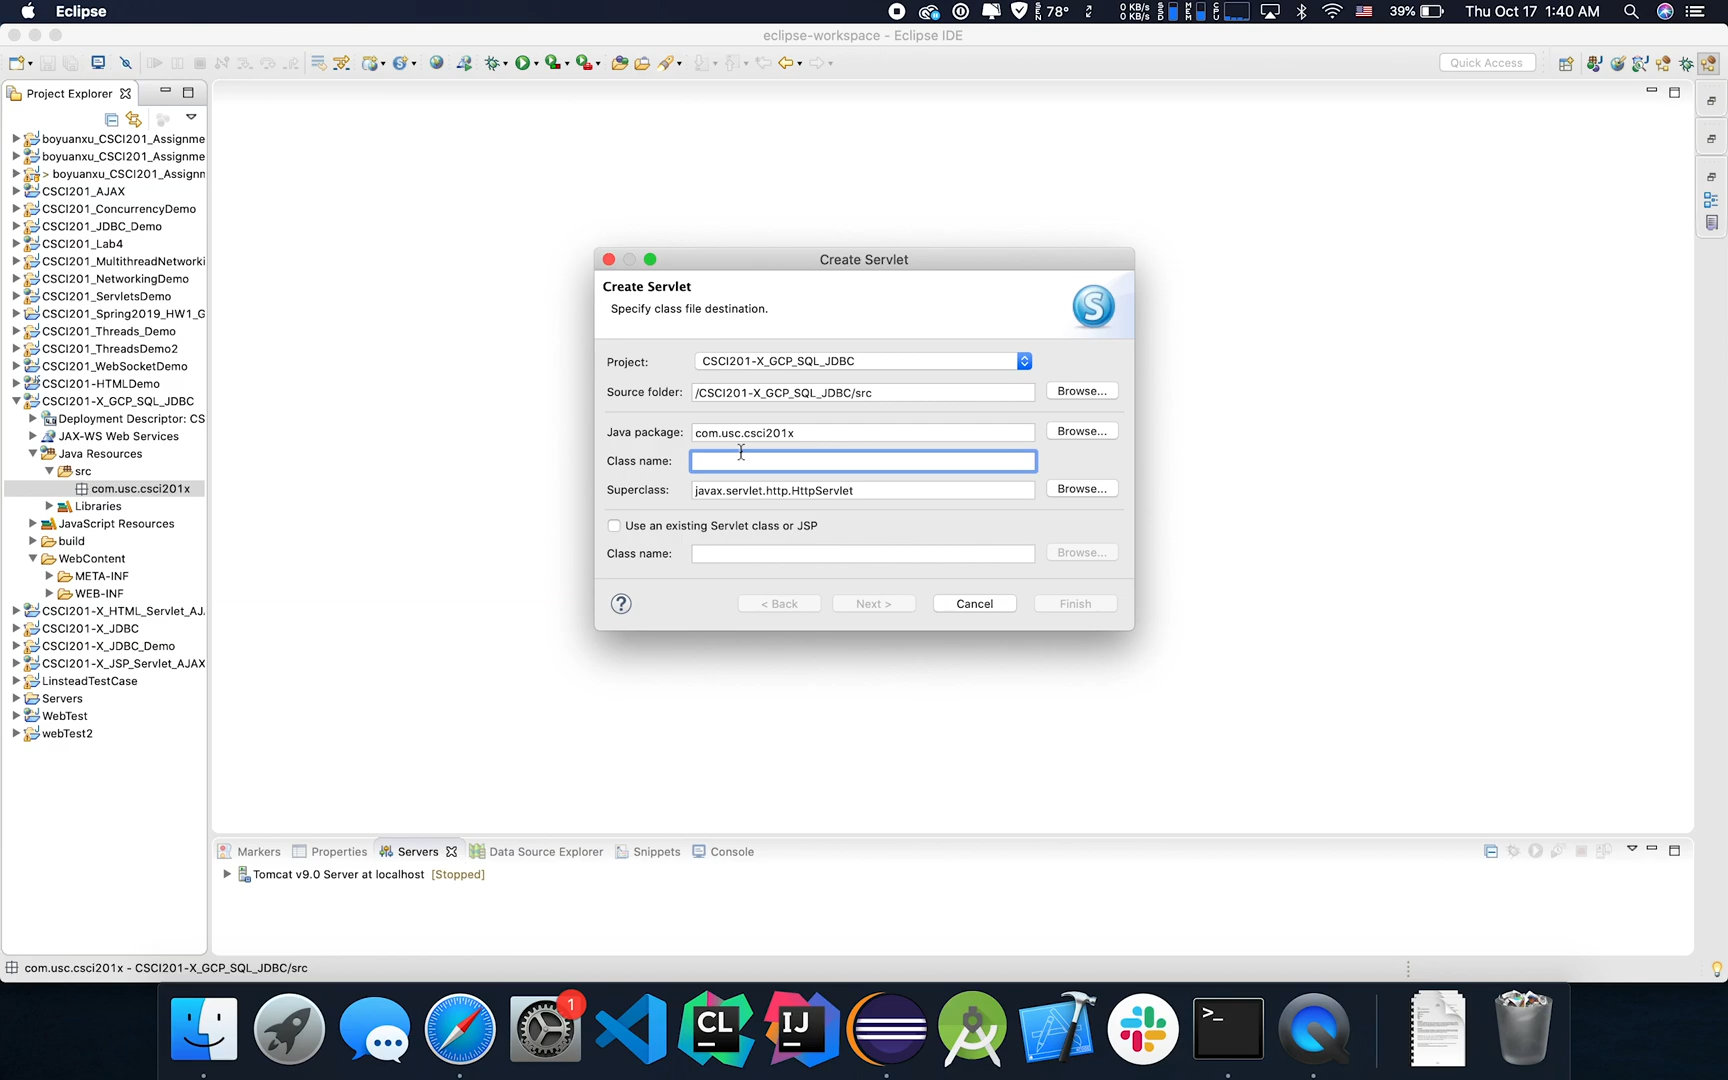 Eclipse
SEN 78° 0 KB/s 0 KB/s SSD MEM CPU 39% Thu Oct 17 1:40 AM
eclipse-workspace - Eclipse IDE
Quick Access
Project Explorer
boyuanxu_CSCI201_Assignme
boyuanxu_CSCI201_Assignme
> boyuanxu_CSCI201_Assignn
CSCI201_AJAX
CSCI201_ConcurrencyDemo
CSCI201_JDBC_Demo
CSCI201_Lab4
CSCI201_MultithreadNetworki
CSCI201_NetworkingDemo
CSCI201_ServletsDemo
CSCI201_Spring2019_HW1_G
CSCI201_Threads_Demo
CSCI201_ThreadsDemo2
CSCI201_WebSocketDemo
CSCI201-HTMLDemo
CSCI201-X_GCP_SQL_JDBC
Deployment Descriptor: CS
JAX-WS Web Services
Java Resources
src
com.usc.csci201x
Libraries
JavaScript Resources
build
WebContent
META-INF
WEB-INF
CSCI201-X_HTML_Servlet_AJ.
CSCI201-X_JDBC
CSCI201-X_JDBC_Demo
CSCI201-X_JSP_Servlet_AJAX
LinsteadTestCase
Servers
WebTest
webTest2
Create Servlet
Create Servlet
Specify class file destination.
S
Project: CSCI201-X_GCP_SQL_JDBC
Source folder: /CSCI201-X_GCP_SQL_JDBC/src Browse...
Java package: com.usc.csci201x Browse...
Class name:
Superclass: javax.servlet.http.HttpServlet Browse...
Use an existing Servlet class or JSP
Class name: Browse...
? < Back Next > Cancel Finish
Markers Properties Servers Data Source Explorer Snippets Console
Tomcat v9.0 Server at localhost [Stopped]
com.usc.csci201x - CSCI201-X_GCP_SQL_JDBC/src
1
CL
IJ
>_